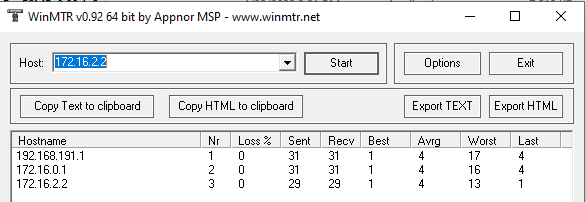 WinMTR v0.92 64 bit by Appnor MSP - www.winmtr.net
Host: 172.16.2.2 Start Options Exit
Copy Text to clipboard Copy HTML to clipboard Export TEXT Export HTML
Hostname Nr Loss % Sent Recv Best Avrg Worst Last
192.168.191.1 1 0 31 31 1 4 17 4
172.16.0.1 2 0 31 31 1 4 16 4
172.16.2.2 3 0 29 29 1 4 13 1